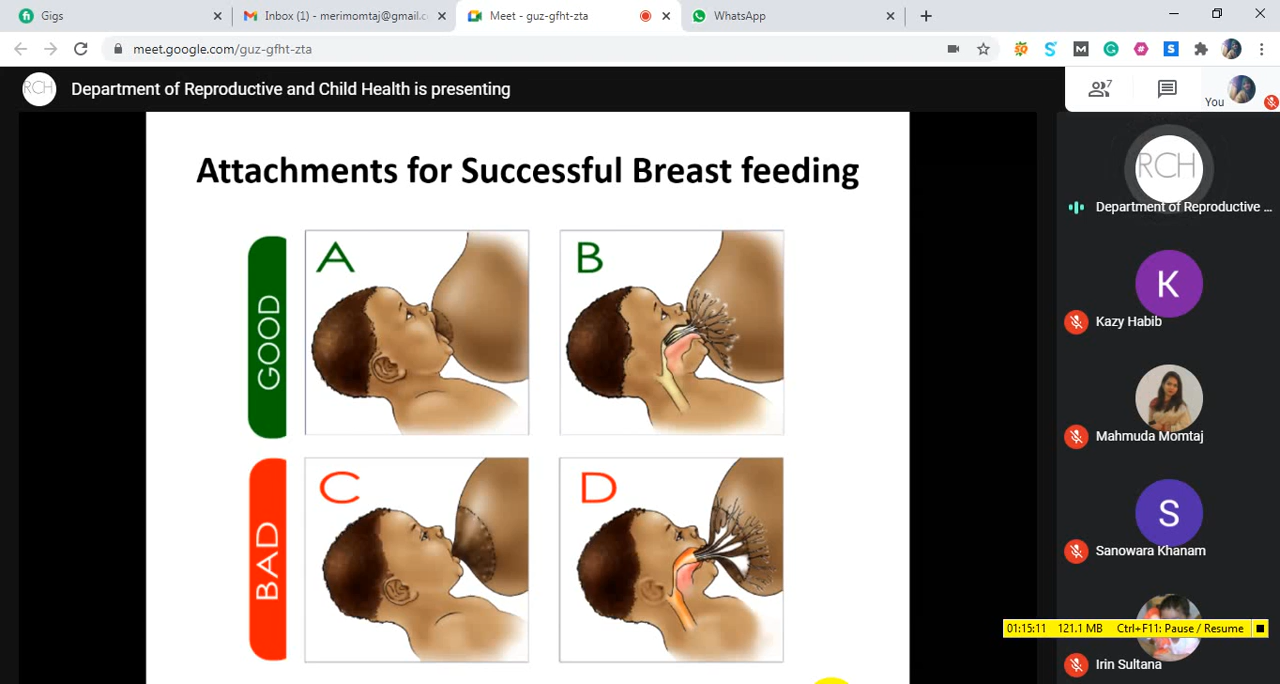 Gigs
Inbox (1) - merimomtaj@gmail.c
Meet - guz-gfht-zta
WhatsApp
meet.google.com/guz-gfht-zta
RCH
Department of Reproductive and Child Health is presenting
7
You
Attachments for Successful Breast feeding
GOOD
A
B
BAD
C
D
RCH
Department of Reproductive ...
K
Kazy Habib
Mahmuda Momtaj
S
Sanowara Khanam
01:15:11 121.1 MB Ctrl+F11: Pause / Resume
Irin Sultana